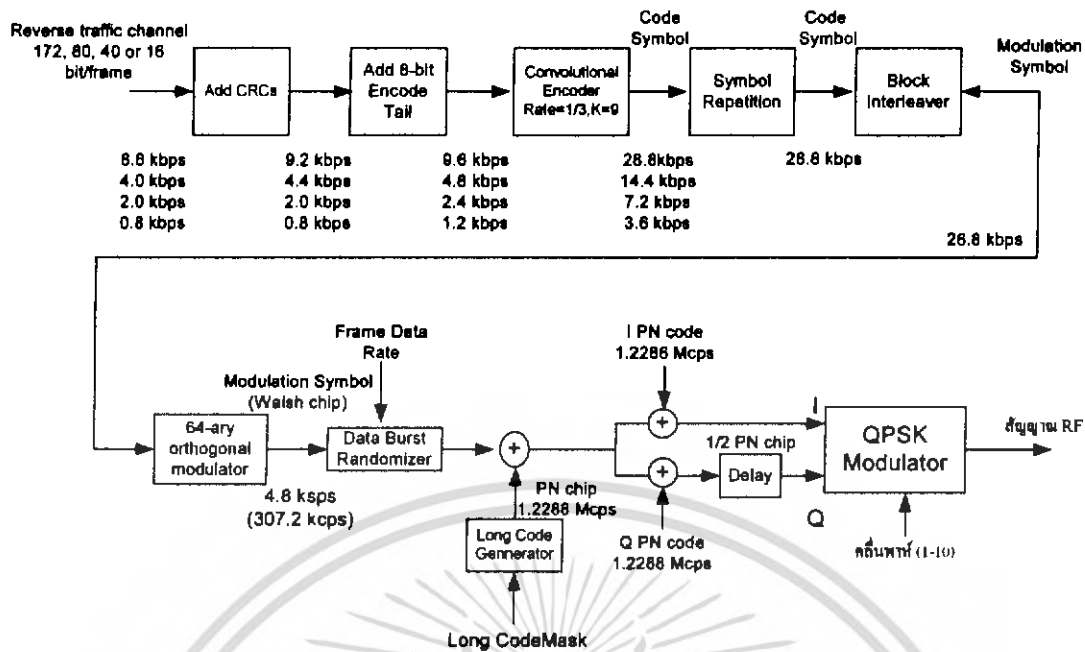 Reverse traffic channel
172, 80, 40 or 16
bit/frame
Add CRCs
Add 8-bit
Encode
Tail
Convolutional
Encoder
Rate=1/3,K=9
Code
Symbol
Symbol
Repetition
Code
Symbol
Block
Interleaver
Modulation
Symbol
8.6 kbps
4.0 kbps
2.0 kbps
0.8 kbps
9.2 kbps
4.4 kbps
2.0 kbps
0.8 kbps
9.6 kbps
4.8 kbps
2.4 kbps
1.2 kbps
28.8kbps
14.4 kbps
7.2 kbps
3.6 kbps
28.8 kbps
28.8 kbps
Frame Data
Rate
Modulation Symbol
(Walsh chip)
64-ary
orthogonal
modulator
4.8 ksps
(307.2 kcps)
Data Burst
Randomizer
PN chip
1.2288 Mcps
Long Code
Gennerator
Long CodeMask
I PN code
1.2288 Mcps
I
1/2 PN chip
Delay
Q PN code
1.2288 Mcps
Q
QPSK
Modulator
สัญญาณ RF
คลื่นพาห์ (1-10)